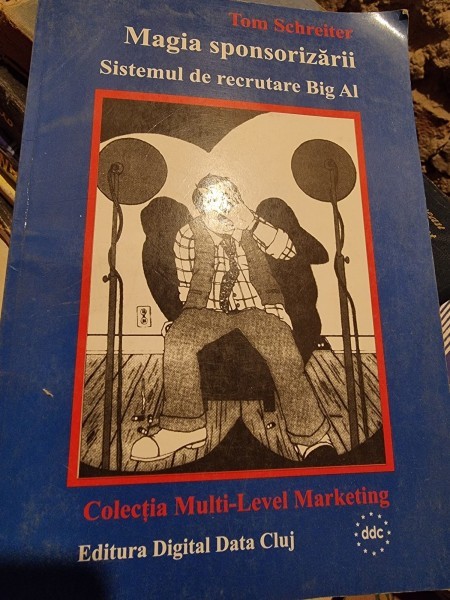 Tom Schreiter
Magia sponsorizării
Sistemul de recrutare Big Al
Colecția Multi-Level Marketing
Editura Digital Data Cluj
ddc